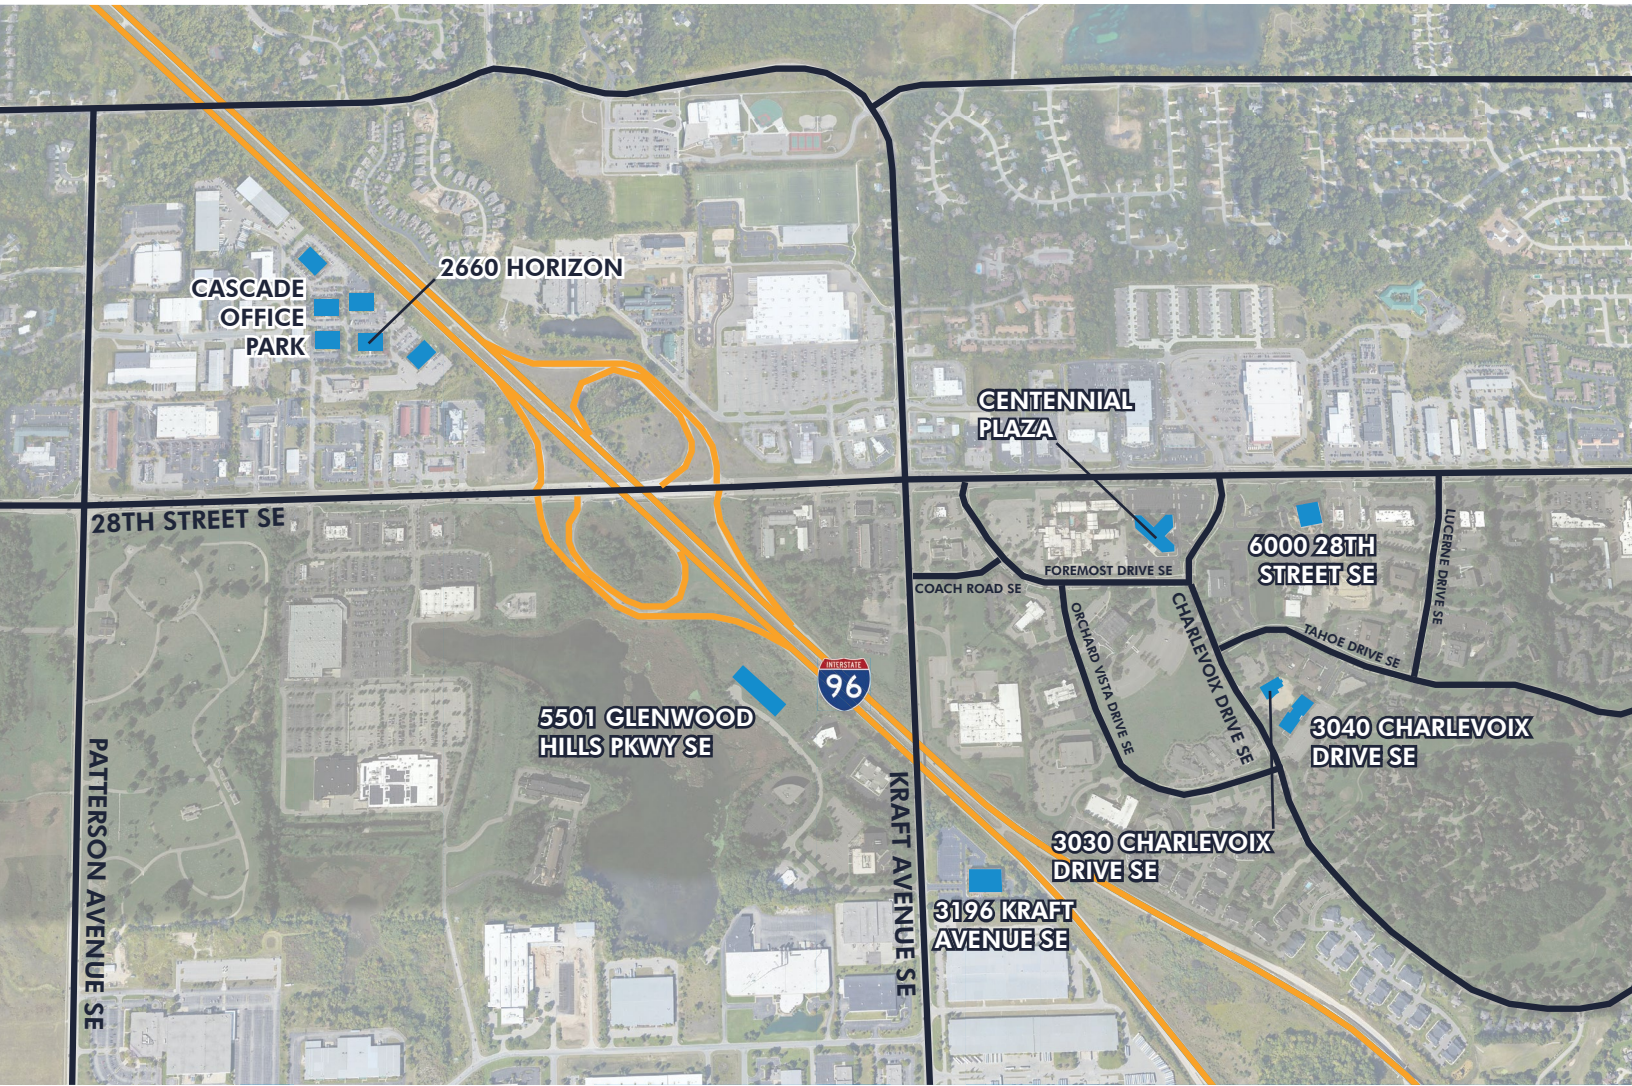 2660 HORIZON
CASCADE
OFFICE
PARK
CENTENNIAL
PLAZA
28TH STREET SE
6000 28TH
STREET SE
LUCERNE DRIVE SE
FOREMOST DRIVE SE
COACH ROAD SE
ORCHARD VISTA DRIVE SE
CHARLEVOIX DRIVE SE
TAHOE DRIVE SE
INTERSTATE
96
5501 GLENWOOD
HILLS PKWY SE
3040 CHARLEVOIX
DRIVE SE
PATTERSON AVENUE SE
KRAFT AVENUE SE
3030 CHARLEVOIX
DRIVE SE
3196 KRAFT
AVENUE SE